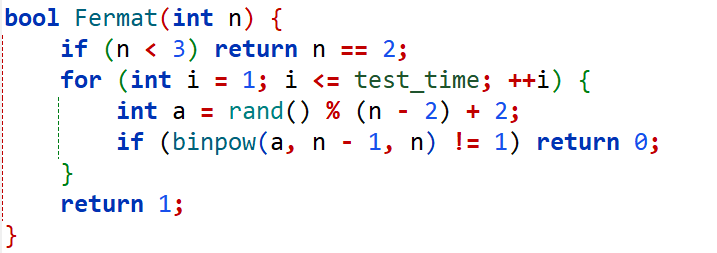 bool Fermat(int n) {
    if (n < 3) return n == 2;
    for (int i = 1; i <= test_time; ++i) {
        int a = rand() % (n - 2) + 2;
        if (binpow(a, n - 1, n) != 1) return 0;
    }
    return 1;
}